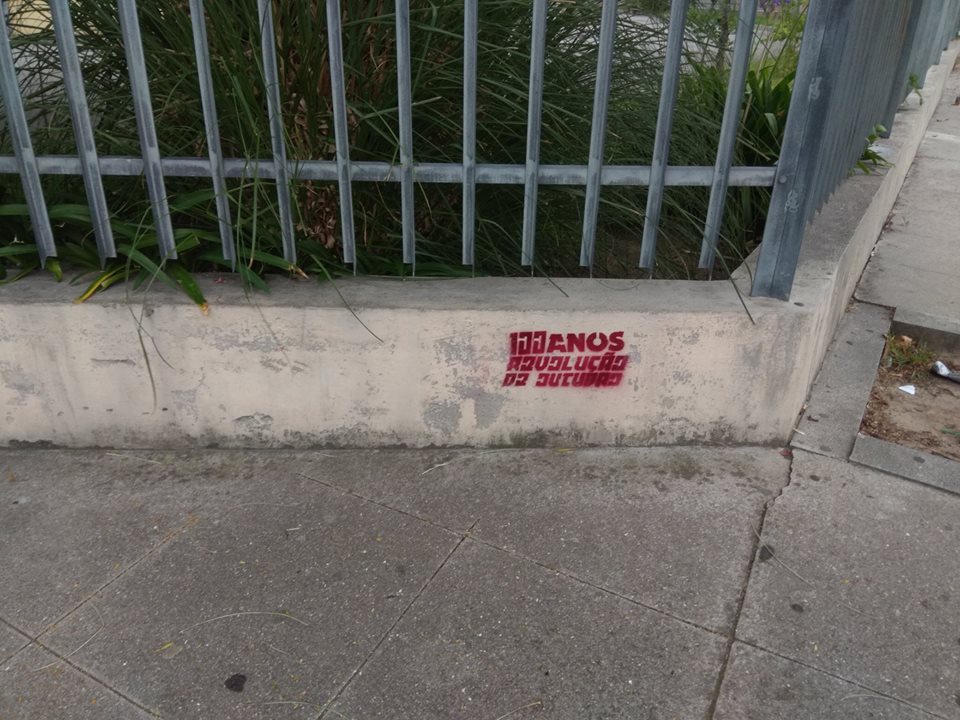 100 ANOS
REVOLUÇÃO
DE OUTUBRO